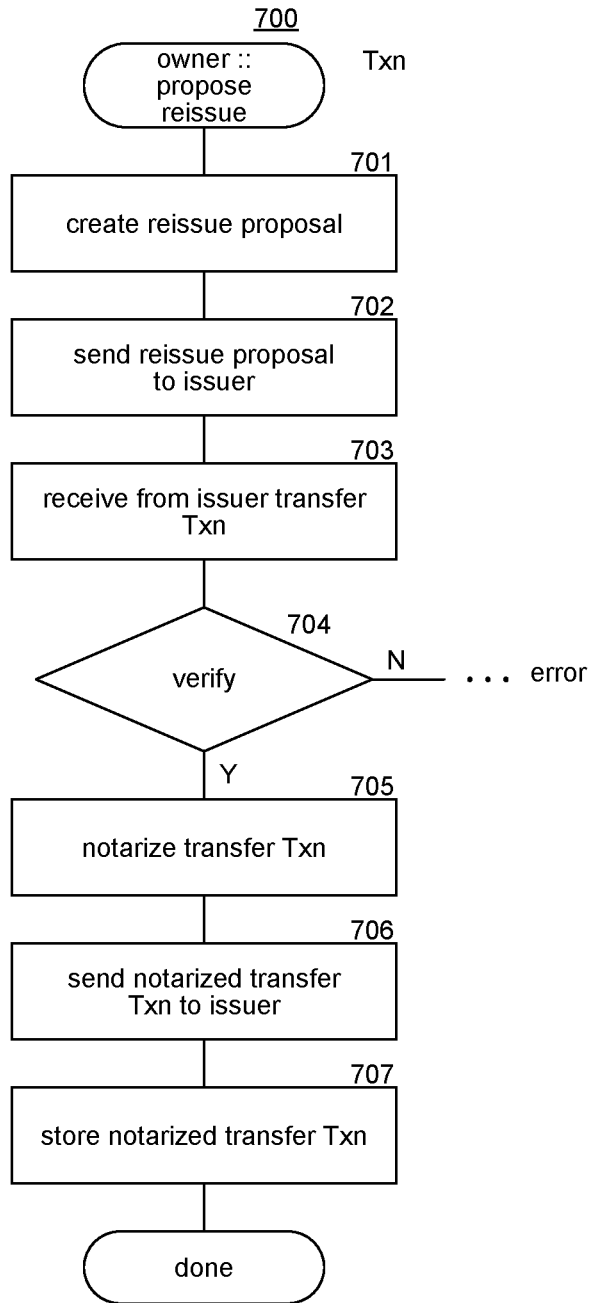 700
owner ::
propose
reissue
Txn
701
create reissue proposal
702
send reissue proposal
to issuer
703
receive from issuer transfer
Txn
704
verify
N
... error
Y
705
notarize transfer Txn
706
send notarized transfer
Txn to issuer
707
store notarized transfer Txn
done